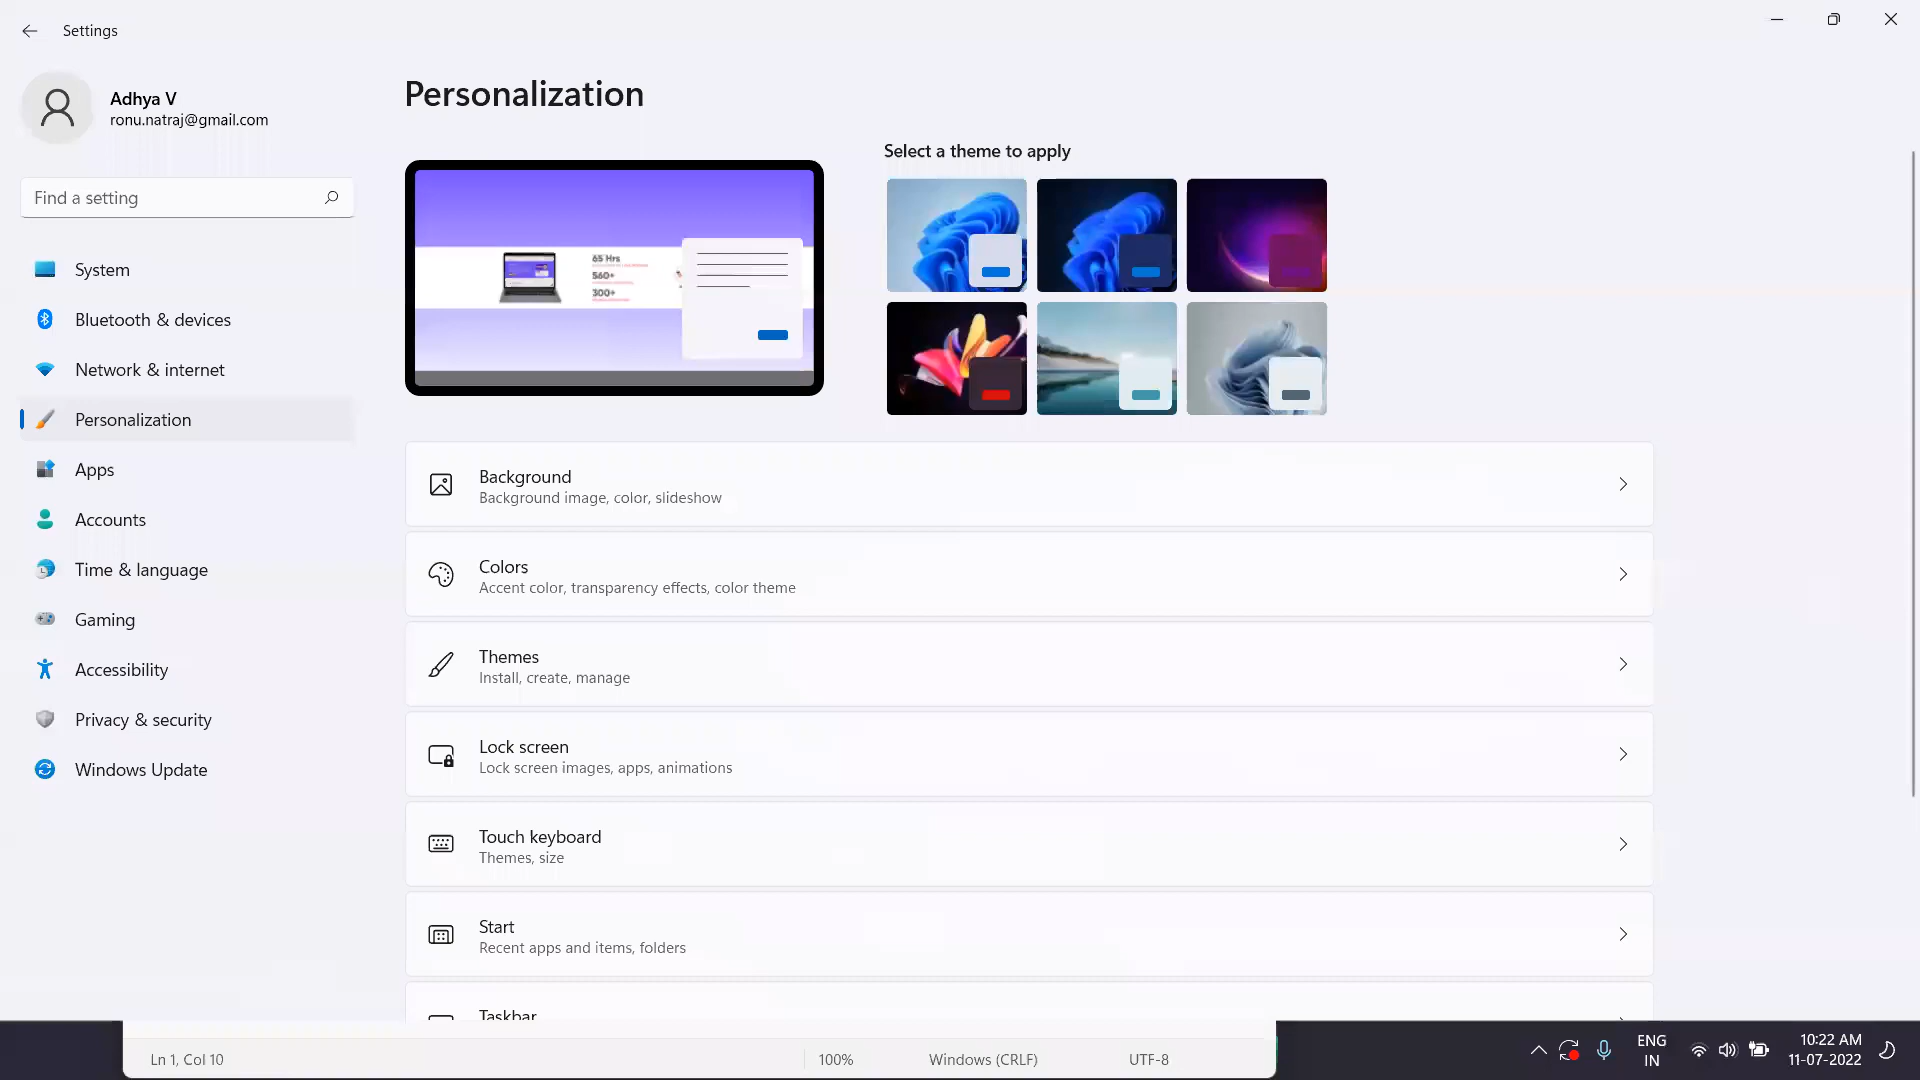 Settings
Adhya V
ronu.natraj@gmail.com
Find a setting
System
Bluetooth & devices
Network & internet
Personalization
Apps
Accounts
Time & language
Gaming
Accessibility
Privacy & security
Windows Update
Personalization
65 Hrs
560+
300+
Select a theme to apply
Background
Background image, color, slideshow
Colors
Accent color, transparency effects, color theme
Themes
Install, create, manage
Lock screen
Lock screen images, apps, animations
Touch keyboard
Themes, size
Start
Recent apps and items, folders
Taskbar
Ln 1, Col 10
100%
Windows (CRLF)
UTF-8
ENG
IN
10:22 AM
11-07-2022